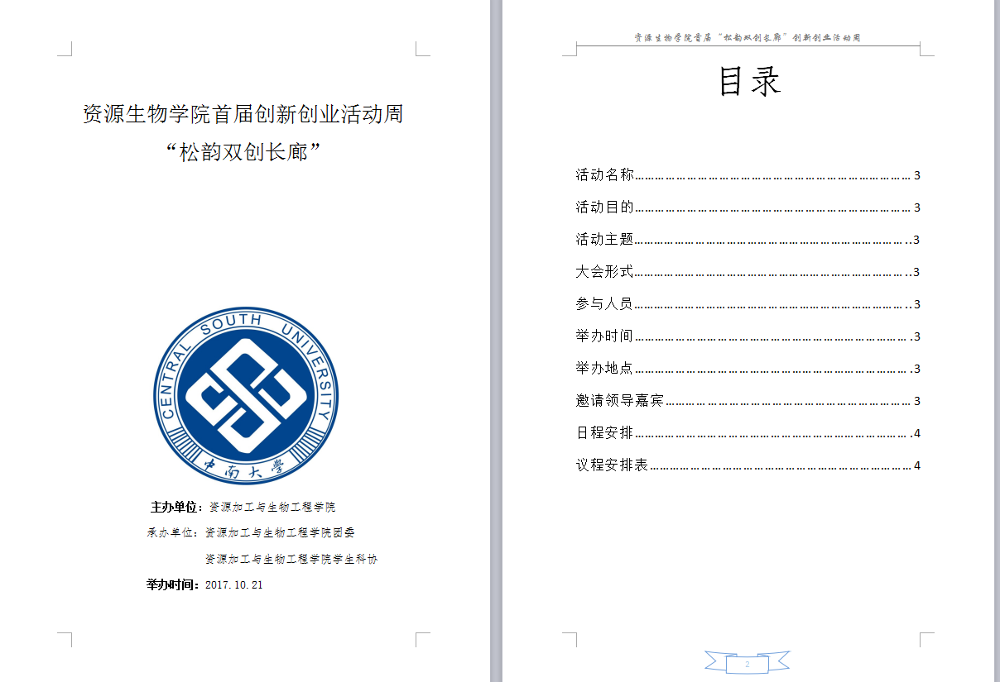 资源生物学院首届创新创业活动周
“松韵双创长廊”
CENTRAL SOUTH UNIVERSITY
中南大学
主办单位：资源加工与生物工程学院
承办单位：资源加工与生物工程学院团委
资源加工与生物工程学院学生科协
举办时间：2017.10.21
资源生物学院首届“松韵双创长廊”创新创业活动周
目录
活动名称……………………………………………………………………3
活动目的……………………………………………………………………3
活动主题…………………………………………………………………..3
大会形式…………………………………………………………………..3
参与人员…………………………………………………………………..3
举办时间………………………………………………………………….3
举办地点………………………………………………………………….3
邀请领导嘉宾……………………………………………………………3
日程安排………………………………………………………………….4
议程安排表………………………………………………………………4
2